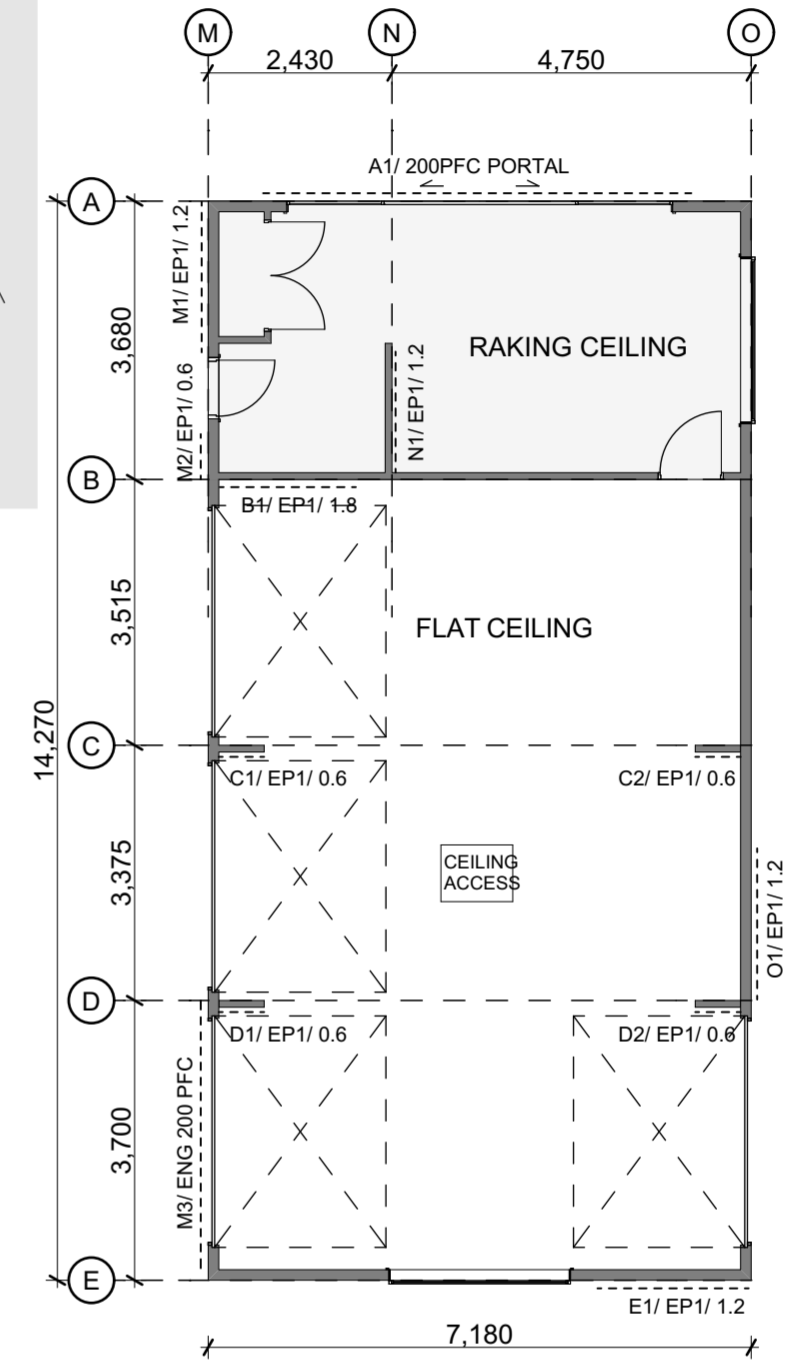 M
N
O
2,430
4,750
A1/ 200PFC PORTAL
A
M1/ EP1/ 1.2
3,680
RAKING CEILING
N1/ EP1/ 1.2
M2/ EP1/ 0.6
B
B1/ EP1/ 1.8
3,515
FLAT CEILING
14,270
C
C1/ EP1/ 0.6
C2/ EP1/ 0.6
3,375
CEILING
ACCESS
O1/ EP1/ 1.2
D
D1/ EP1/ 0.6
D2/ EP1/ 0.6
3,700
M3/ ENG 200 PFC
E
E1/ EP1/ 1.2
7,180